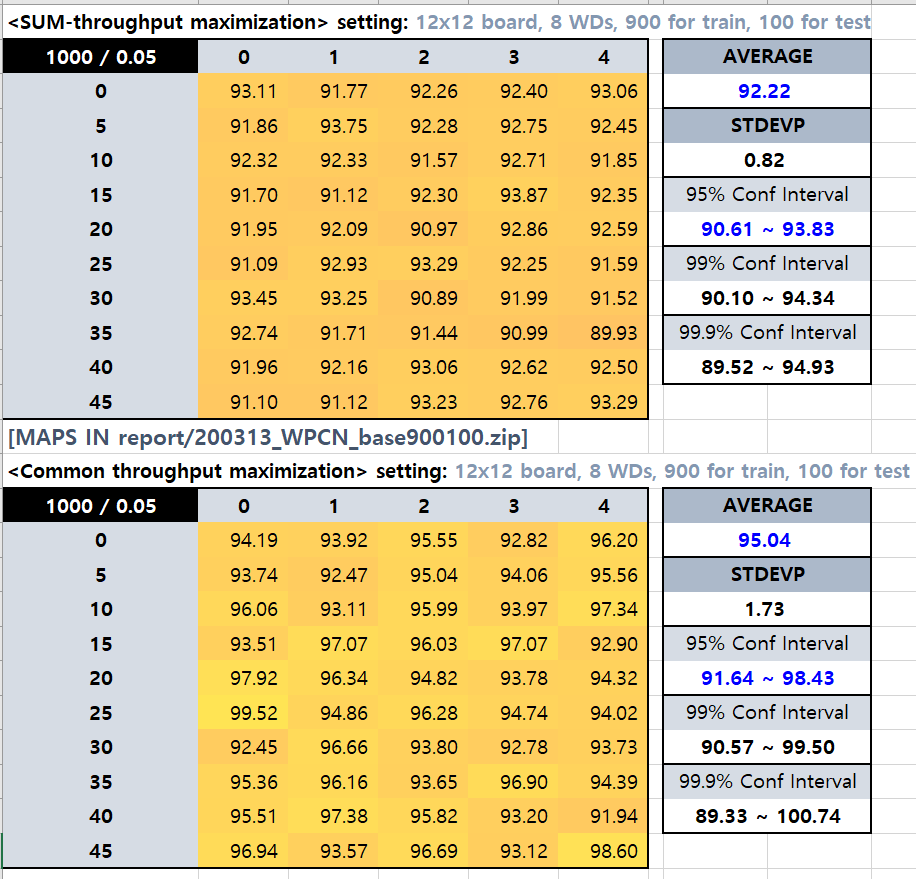 <SUM-throughput maximization> setting: 12x12 board, 8 WDs, 900 for train, 100 for test
1000 / 0.05 0 1 2 3 4 AVERAGE
0 93.11 91.77 92.26 92.40 93.06 92.22
5 91.86 93.75 92.28 92.75 92.45 STDEVP
10 92.32 92.33 91.57 92.71 91.85 0.82
15 91.70 91.12 92.30 93.87 92.35 95% Conf Interval
20 91.95 92.09 90.97 92.86 92.59 90.61 ~ 93.83
25 91.09 92.93 93.29 92.25 91.59 99% Conf Interval
30 93.45 93.25 90.89 91.99 91.52 90.10 ~ 94.34
35 92.74 91.71 91.44 90.99 89.93 99.9% Conf Interval
40 91.96 92.16 93.06 92.62 92.50 89.52 ~ 94.93
45 91.10 91.12 93.23 92.76 93.29
[MAPS IN report/200313_WPCN_base900100.zip]
<Common throughput maximization> setting: 12x12 board, 8 WDs, 900 for train, 100 for test
1000 / 0.05 0 1 2 3 4 AVERAGE
0 94.19 93.92 95.55 92.82 96.20 95.04
5 93.74 92.47 95.04 94.06 95.56 STDEVP
10 96.06 93.11 95.99 93.97 97.34 1.73
15 93.51 97.07 96.03 97.07 92.90 95% Conf Interval
20 97.92 96.34 94.82 93.78 94.32 91.64 ~ 98.43
25 99.52 94.86 96.28 94.74 94.02 99% Conf Interval
30 92.45 96.66 93.80 92.78 93.73 90.57 ~ 99.50
35 95.36 96.16 93.65 96.90 94.39 99.9% Conf Interval
40 95.51 97.38 95.82 93.20 91.94 89.33 ~ 100.74
45 96.94 93.57 96.69 93.12 98.60